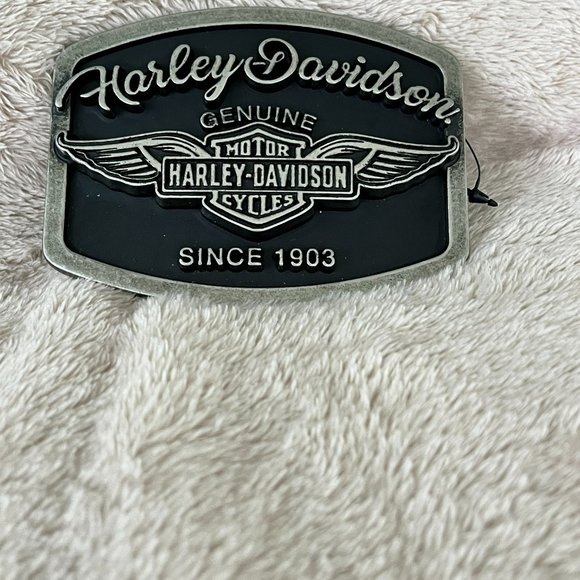 Harley-Davidson
GENUINE
MOTOR
HARLEY-DAVIDSON
CYCLES
SINCE 1903